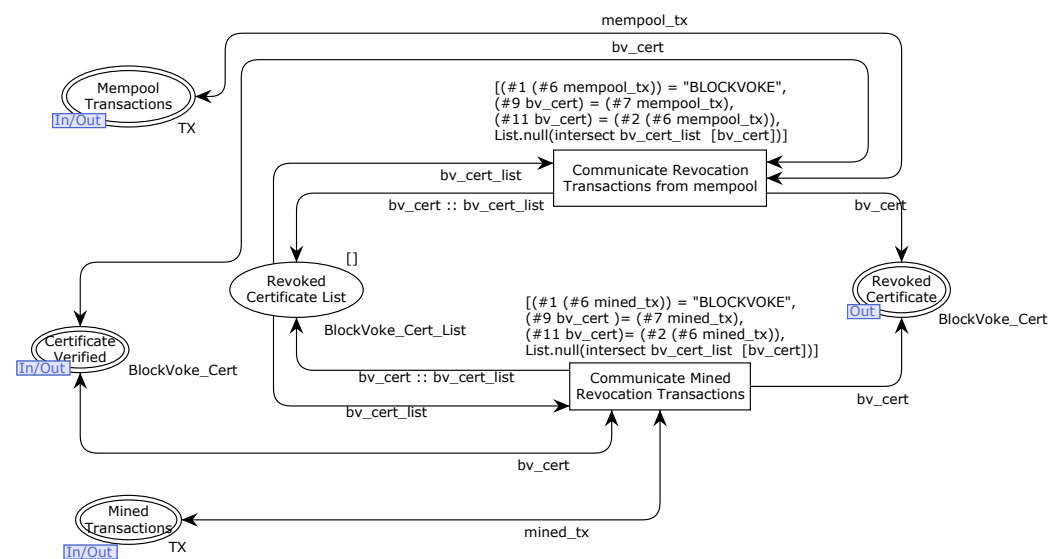 mempool_tx
bv_cert
Mempool
Transactions
In/Out
TX
[(#1 (#6 mempool_tx)) = "BLOCKVOKE",
(#9 bv_cert) = (#7 mempool_tx),
(#11 bv_cert) = (#2 (#6 mempool_tx)),
List.null(intersect bv_cert_list [bv_cert])]
Communicate Revocation
Transactions from mempool
bv_cert_list
bv_cert :: bv_cert_list
bv_cert
[]
Revoked
Certificate List
BlockVoke_Cert_List
Revoked
Certificate
Out
BlockVoke_Cert
[(#1 (#6 mined_tx)) = "BLOCKVOKE",
(#9 bv_cert )= (#7 mined_tx),
(#11 bv_cert)= (#2 (#6 mined_tx)),
List.null(intersect bv_cert_list [bv_cert])]
Certificate
Verified
In/Out
BlockVoke_Cert
bv_cert :: bv_cert_list
Communicate Mined
Revocation Transactions
bv_cert_list
bv_cert
bv_cert
Mined
Transactions
In/Out
TX
mined_tx